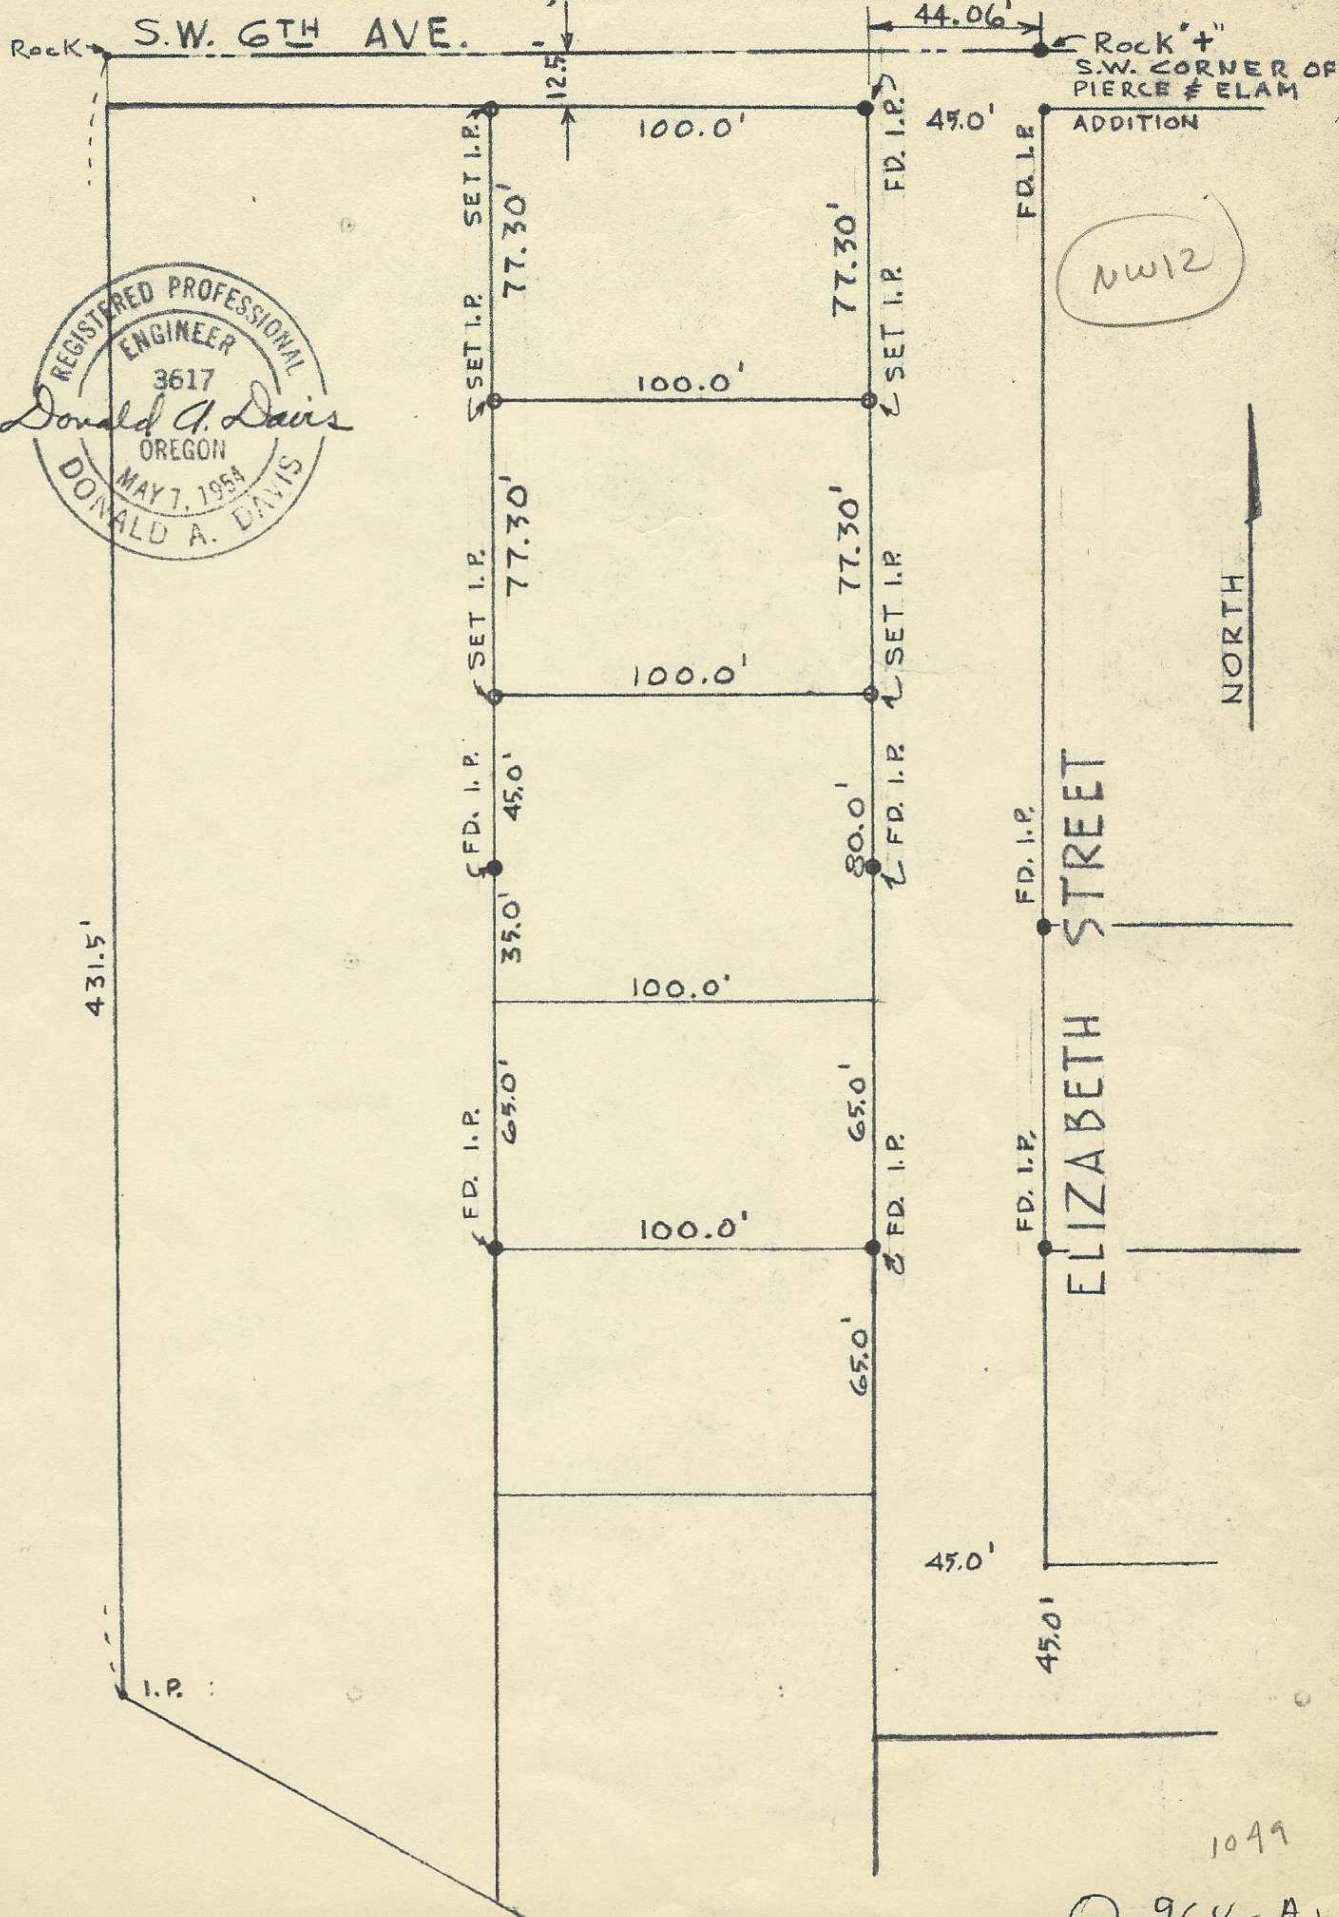 44.06'
S.W. 6TH AVE.
Rock
Rock "+"
S.W. CORNER OF
PIERCE & ELAM
ADDITION
12.5
SET I.P.
100.0'
FD. I.P.
45.0'
FD. I.P.
77.30'
77.30'
NW12
REGISTERED PROFESSIONAL
ENGINEER
3617
Donald A. Davis
OREGON
MAY 7, 1954
DONALD A. DAVIS
SET I.P.
SET I.P.
100.0'
77.30'
77.30'
SET I.P.
SET I.P.
NORTH
100.0'
FD. I.P.
45.0'
80.0'
FD. I.P.
FD. I.P.
ELIZABETH STREET
431.5'
35.0'
100.0'
65.0'
65.0'
FD. I.P.
FD. I.P.
FD. I.P.
100.0'
65.0'
45.0'
45.0'
I.P.
1049